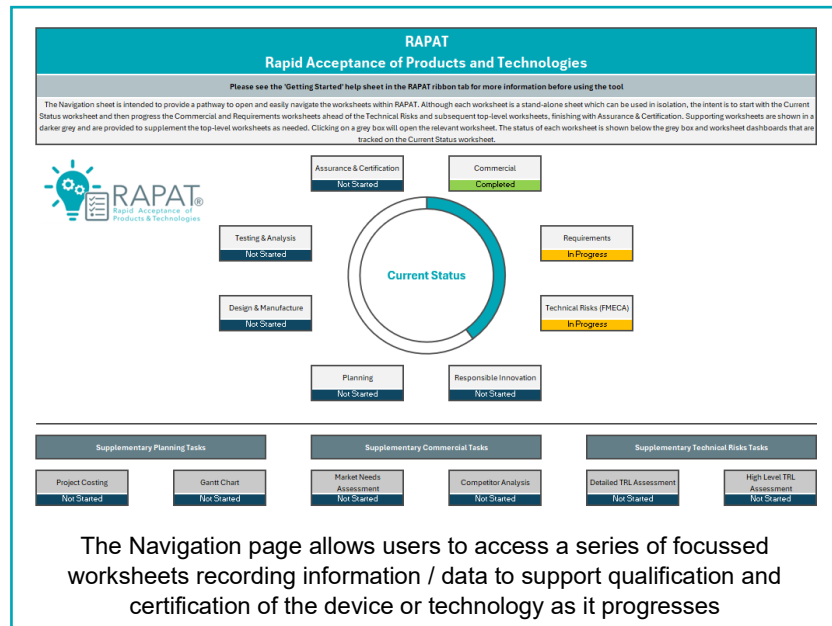 RAPAT
Rapid Acceptance of Products and Technologies
Please see the 'Getting Started' help sheet in the RAPAT ribbon tab for more information before using the tool
The Navigation sheet is intended to provide a pathway to open and easily navigate the worksheets within RAPAT. Although each worksheet is a stand-alone sheet which can be used in isolation, the intent is to start with the Current
Status worksheet and then progress the Commercial and Requirements worksheets ahead of the Technical Risks and subsequent top-level worksheets, finishing with Assurance & Certification. Supporting worksheets are shown in a
darker grey and are provided to supplement the top-level worksheets as needed. Clicking on a grey box will open the relevant worksheet. The status of each worksheet is shown below the grey box and worksheet dashboards that are
tracked on the Current Status worksheet.
RAPAT®
Rapid Acceptance of
Products & Technologies
Assurance & Certification
Not Started
Commercial
Completed
Testing & Analysis
Not Started
Requirements
In Progress
Current Status
Design & Manufacture
Not Started
Technical Risks (FMECA)
In Progress
Planning
Not Started
Responsible Innovation
Not Started
Supplementary Planning Tasks
Supplementary Commercial Tasks
Supplementary Technical Risks Tasks
Project Costing
Not Started
Gantt Chart
Not Started
Market Needs
Assessment
Not Started
Competitor Analysis
Not Started
Detailed TRL Assessment
Not Started
High Level TRL
Assessment
Not Started
The Navigation page allows users to access a series of focussed
worksheets recording information / data to support qualification and
certification of the device or technology as it progresses